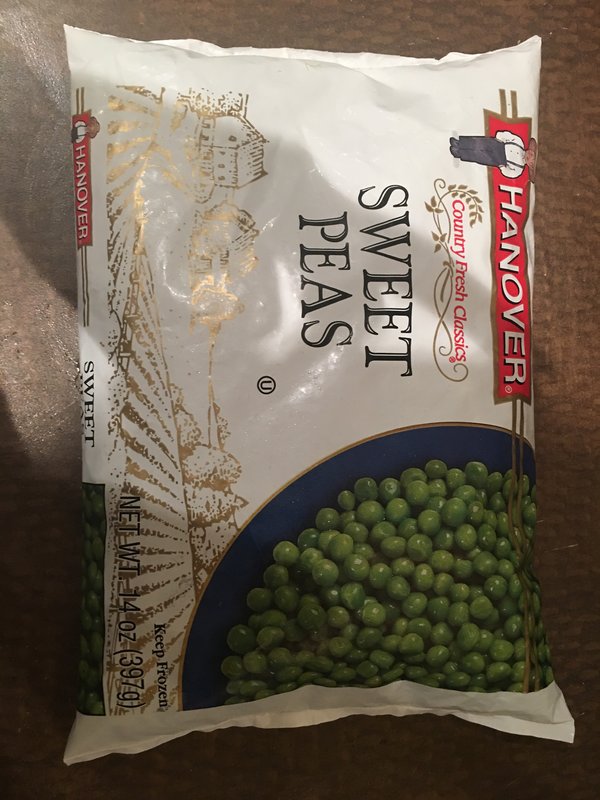 HANOVER®
Country Fresh Classics®
SWEET
PEAS
U
Keep Frozen
NET WT. 14 oz (397g)
HANOVER.
SWEET